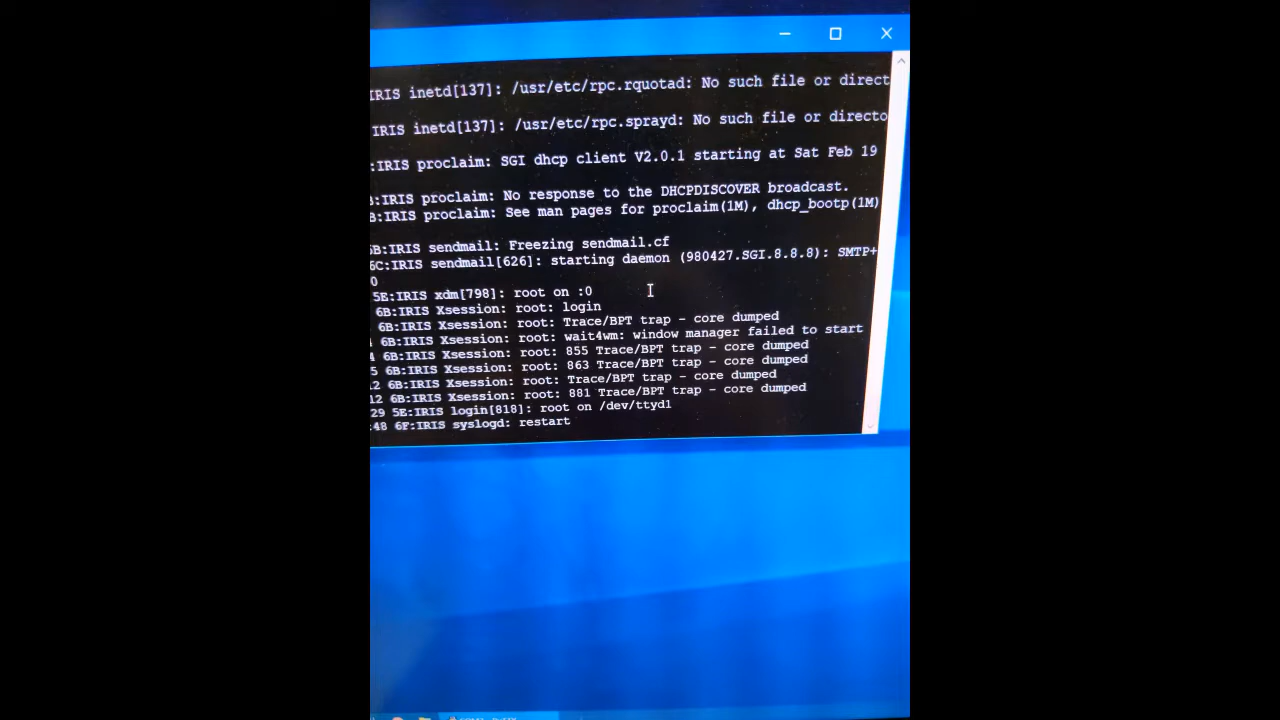 IRIS inetd[137]: /usr/etc/rpc.rquotad: No such file or direct
IRIS inetd[137]: /usr/etc/rpc.sprayd: No such file or directo
:IRIS proclaim: SGI dhcp client V2.0.1 starting at Sat Feb 19
B:IRIS proclaim: No response to the DHCPDISCOVER broadcast.
B:IRIS proclaim: See man pages for proclaim(1M), dhcp_bootp(1M)
6B:IRIS sendmail: Freezing sendmail.cf
6C:IRIS sendmail[626]: starting daemon (980427.SGI.8.8.8): SMTP+
0
5E:IRIS xdm[798]: root on :0
6B:IRIS Xsession: root: login
6B:IRIS Xsession: root: Trace/BPT trap - core dumped
6B:IRIS Xsession: root: wait4wm: window manager failed to start
4 6B:IRIS Xsession: root: 855 Trace/BPT trap - core dumped
5 6B:IRIS Xsession: root: 863 Trace/BPT trap - core dumped
12 6B:IRIS Xsession: root: Trace/BPT trap - core dumped
12 6B:IRIS Xsession: root: 881 Trace/BPT trap - core dumped
29 5E:IRIS login[818]: root on /dev/ttyd1
:48 6F:IRIS syslogd: restart